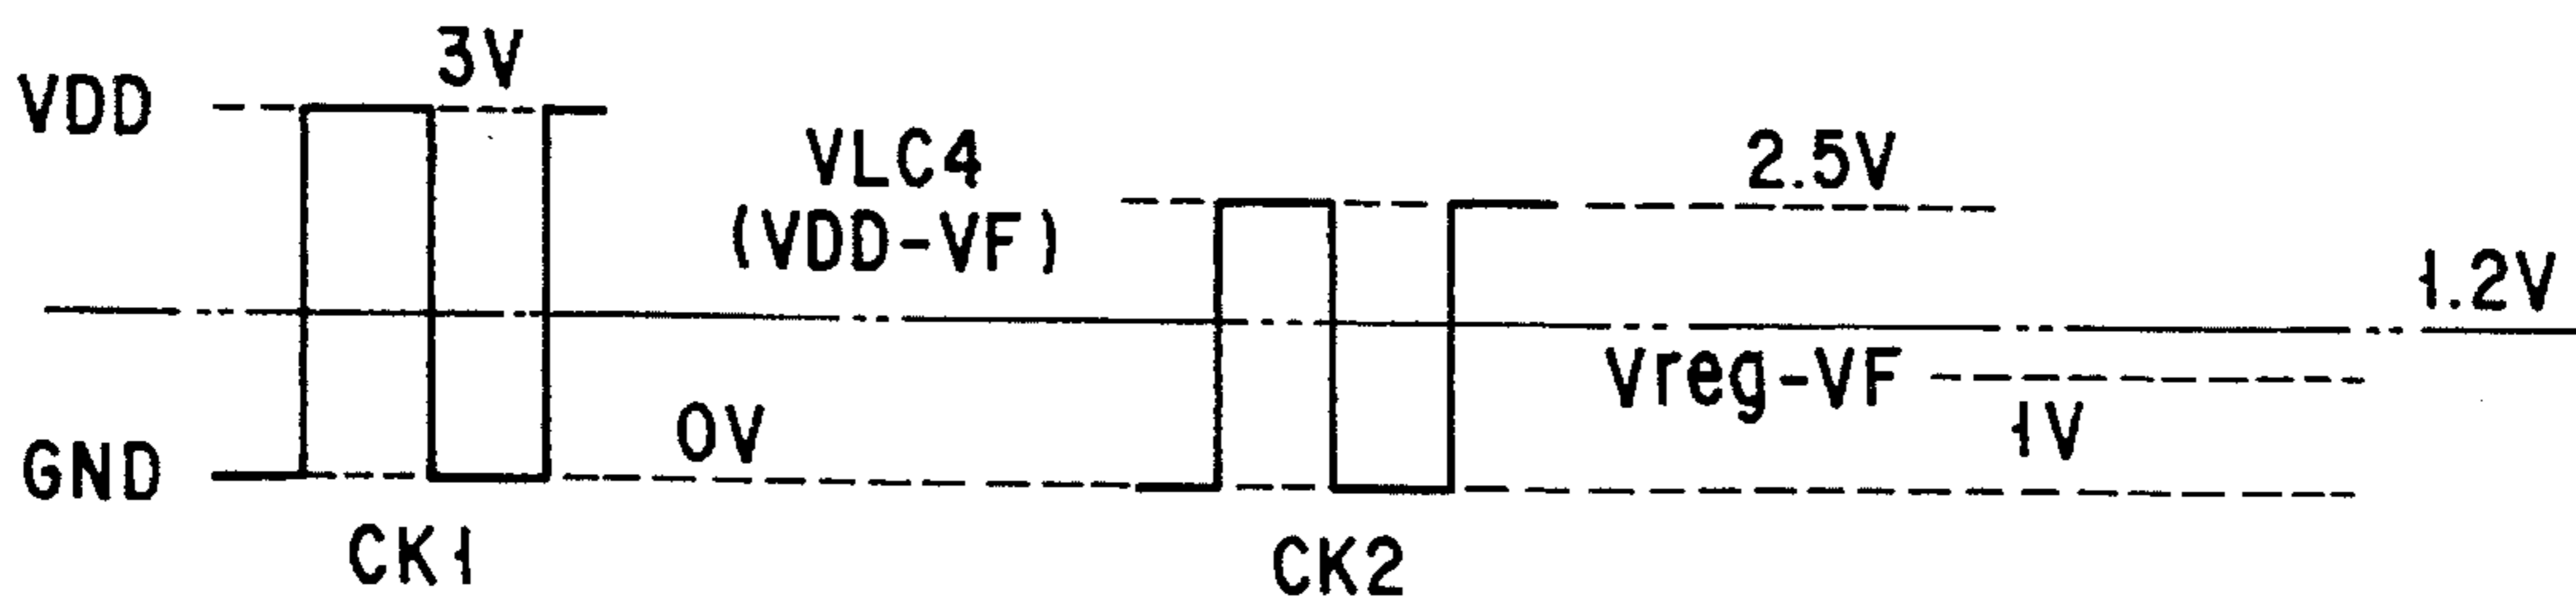 3V
VDD
VLC4
(VDD-VF)
2.5V
1.2V
Vreg-VF
1V
0V
GND
CK1
CK2